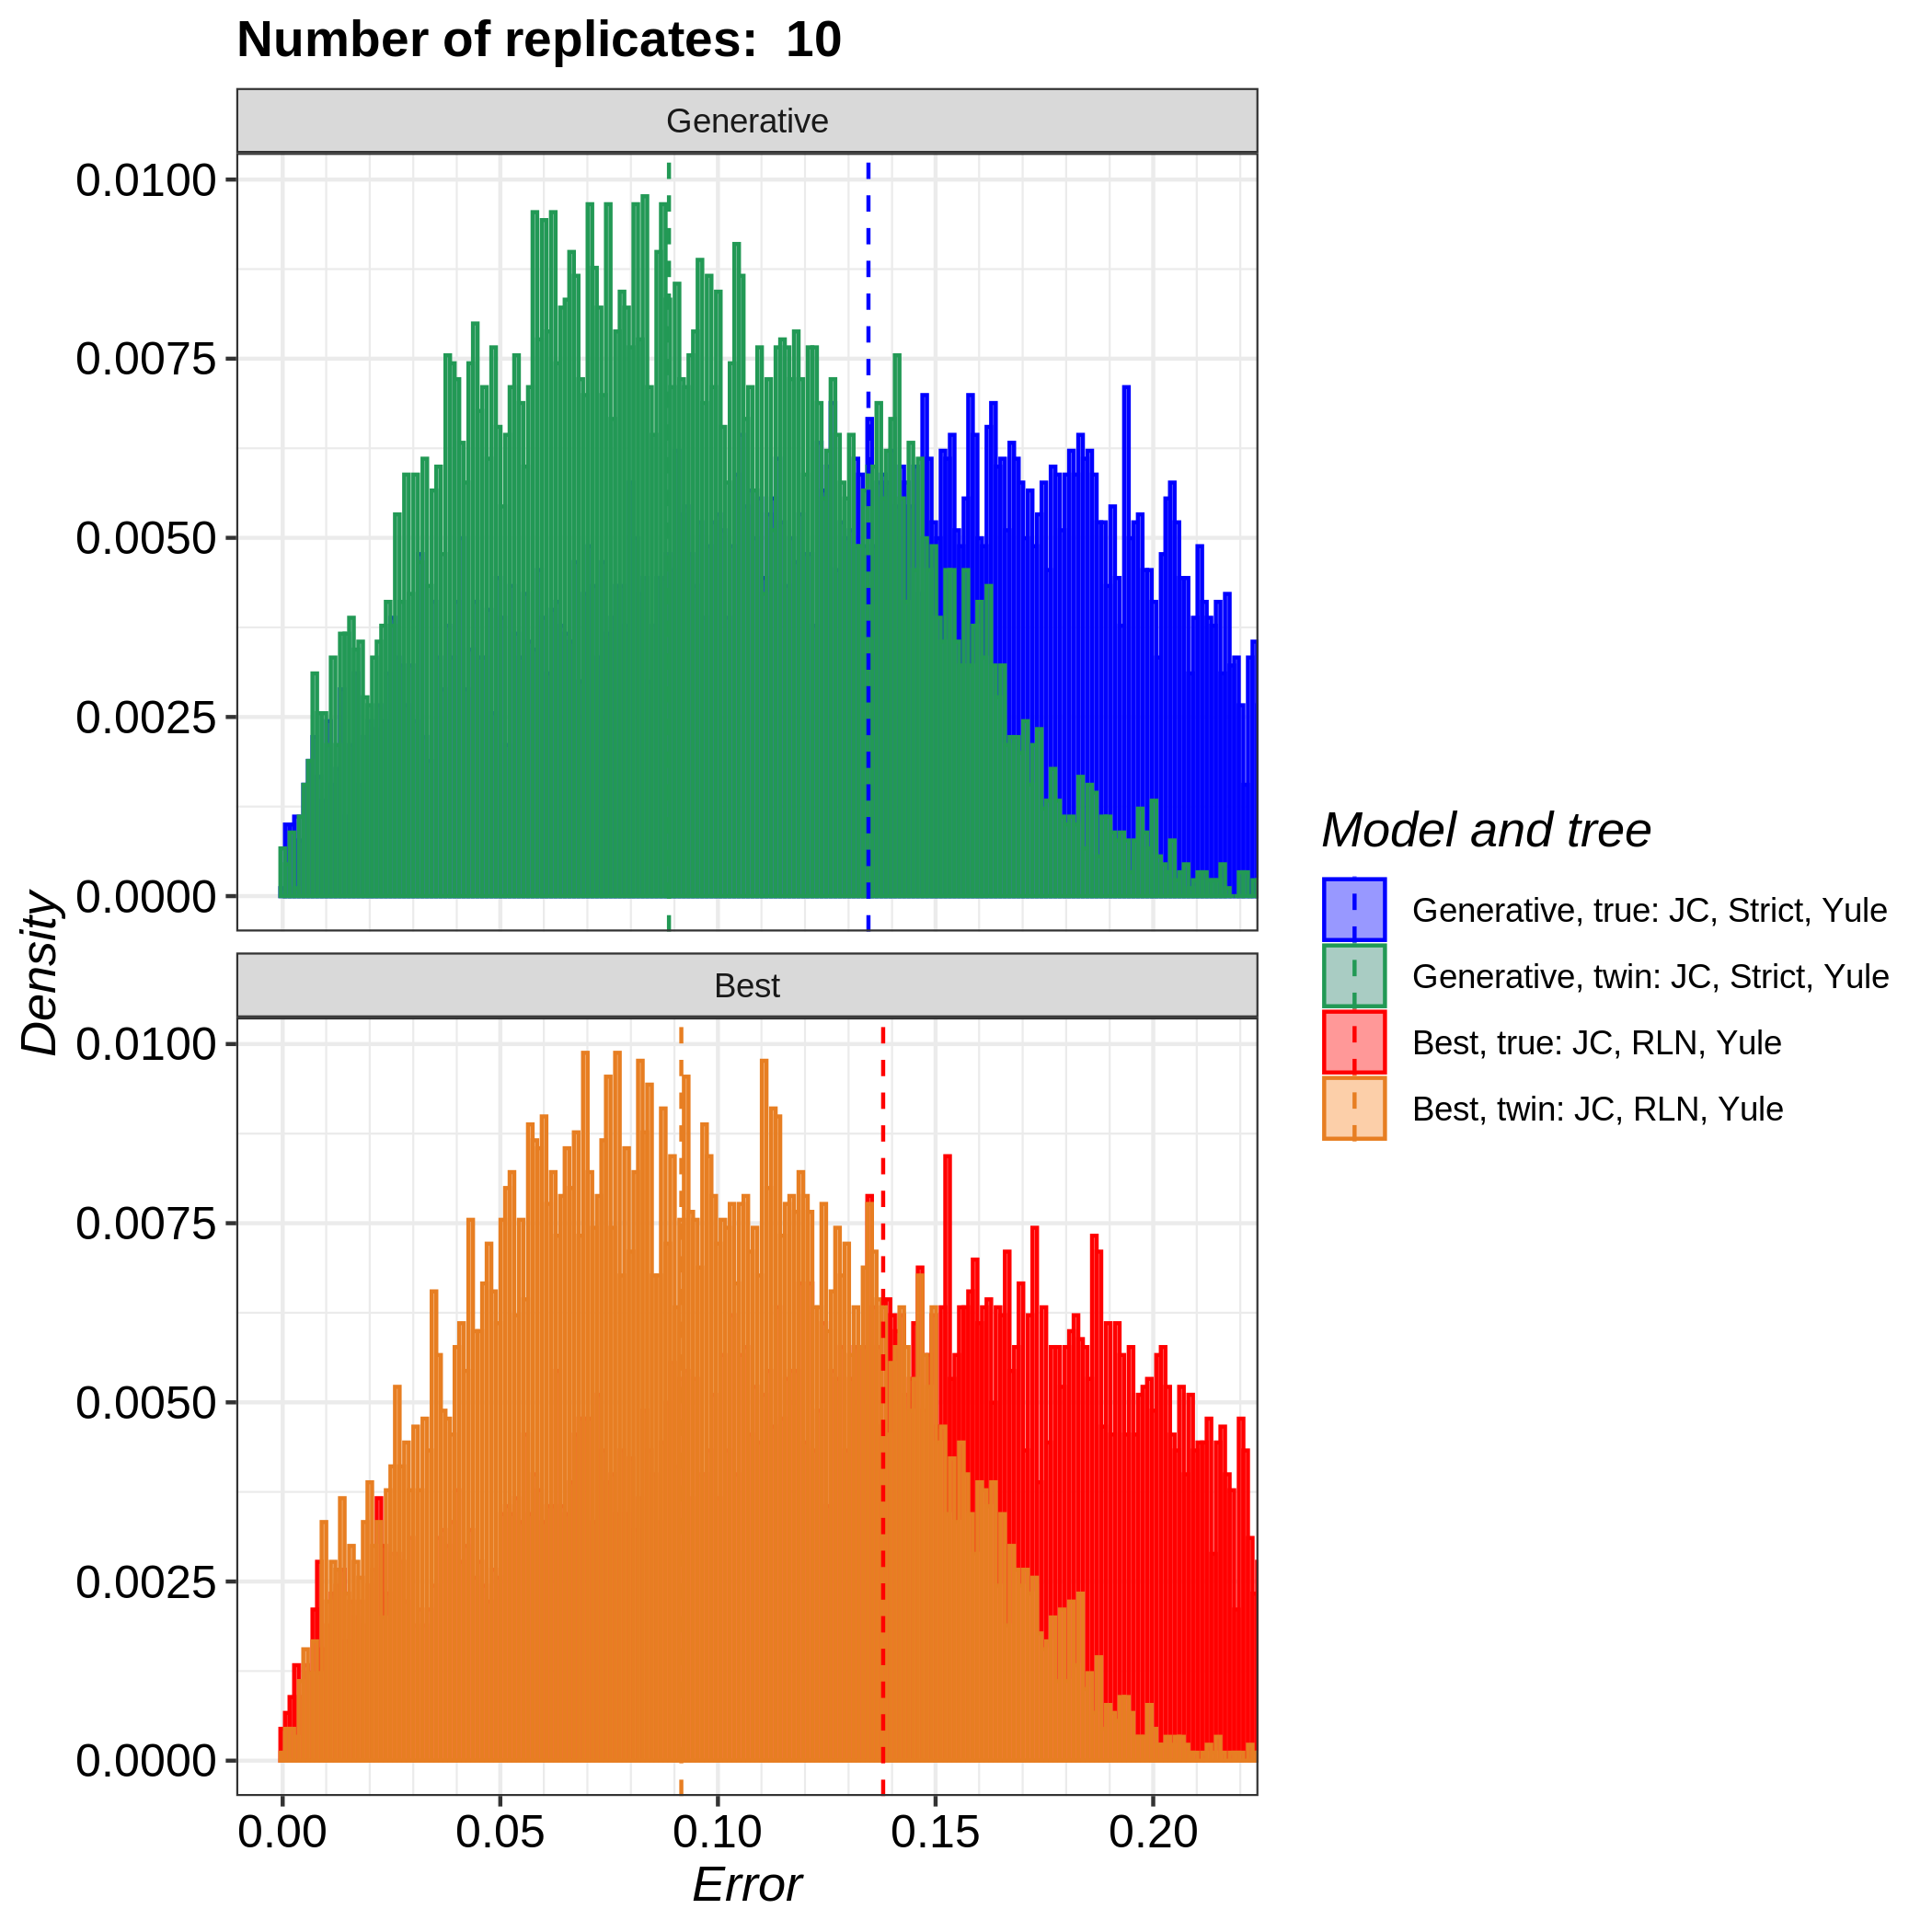 Number of replicates:  10
Generative
0.0100
0.0075
0.0050
0.0025
0.0000
Density
Best
0.0100
0.0075
0.0050
0.0025
0.0000
0.00 0.05 0.10 0.15 0.20
Error
Model and tree
Generative, true: JC, Strict, Yule
Generative, twin: JC, Strict, Yule
Best, true: JC, RLN, Yule
Best, twin: JC, RLN, Yule